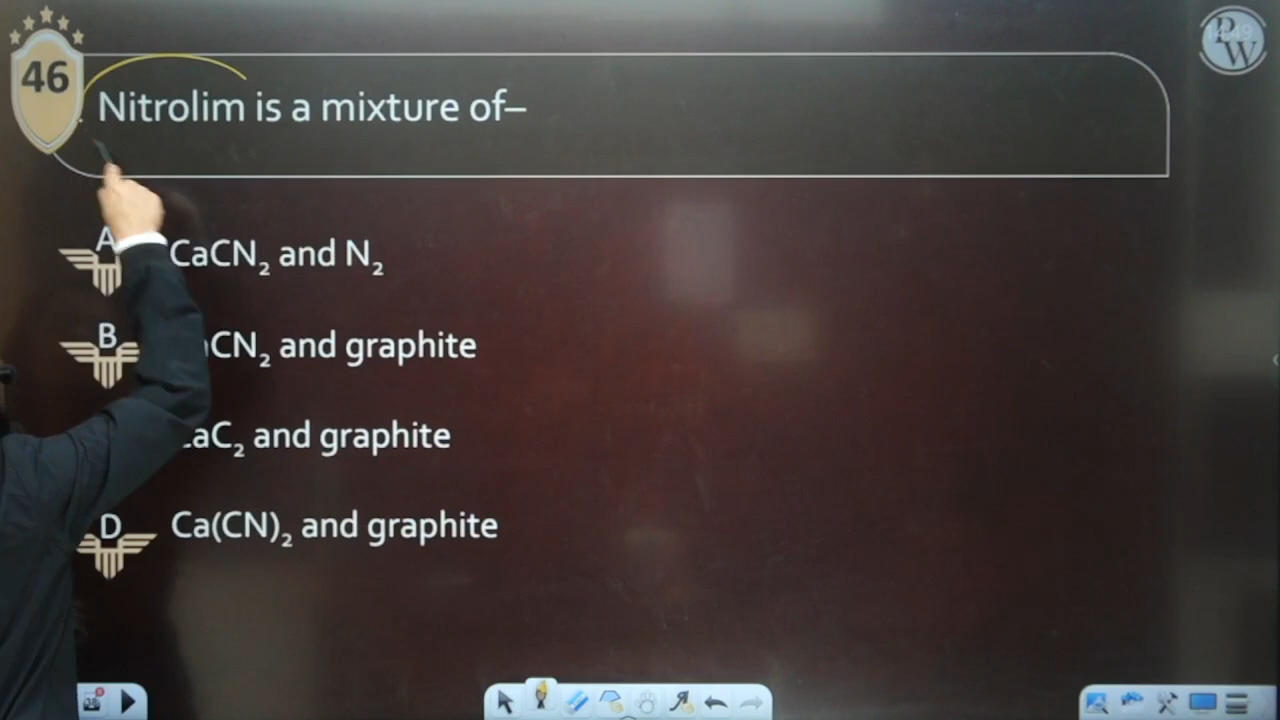 46
Nitrolim is a mixture of–
A CaCN₂ and N₂
B aCN₂ and graphite
aC₂ and graphite
D Ca(CN)₂ and graphite
PW